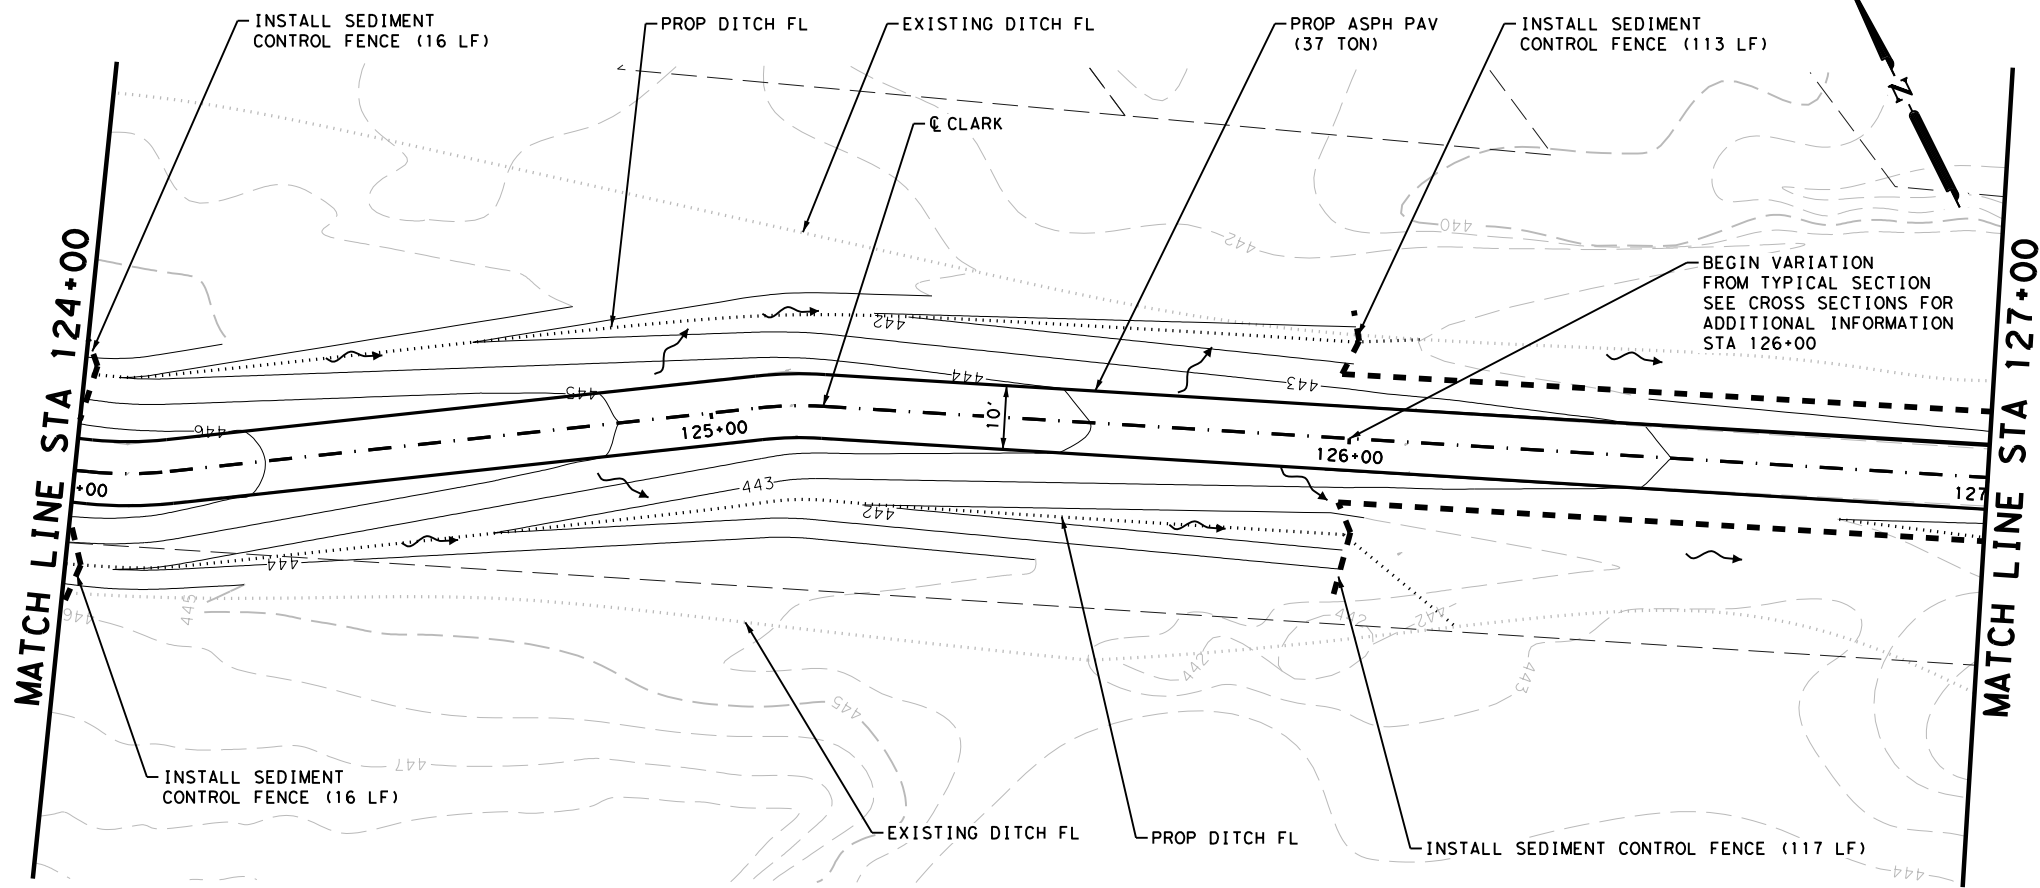 INSTALL SEDIMENT
CONTROL FENCE (16 LF)
PROP DITCH FL
EXISTING DITCH FL
PROP ASPH PAV
(37 TON)
INSTALL SEDIMENT
CONTROL FENCE (113 LF)
N
℄ CLARK
440
442
BEGIN VARIATION
FROM TYPICAL SECTION
SEE CROSS SECTIONS FOR
ADDITIONAL INFORMATION
STA 126+00
MATCH LINE STA 124+00
MATCH LINE STA 127+00
442
444
443
445
446
10'
125+00
126+00
+00
127
443
442
444
446
445
442
442
442
443
445
447
444
INSTALL SEDIMENT
CONTROL FENCE (16 LF)
EXISTING DITCH FL
PROP DITCH FL
INSTALL SEDIMENT CONTROL FENCE (117 LF)